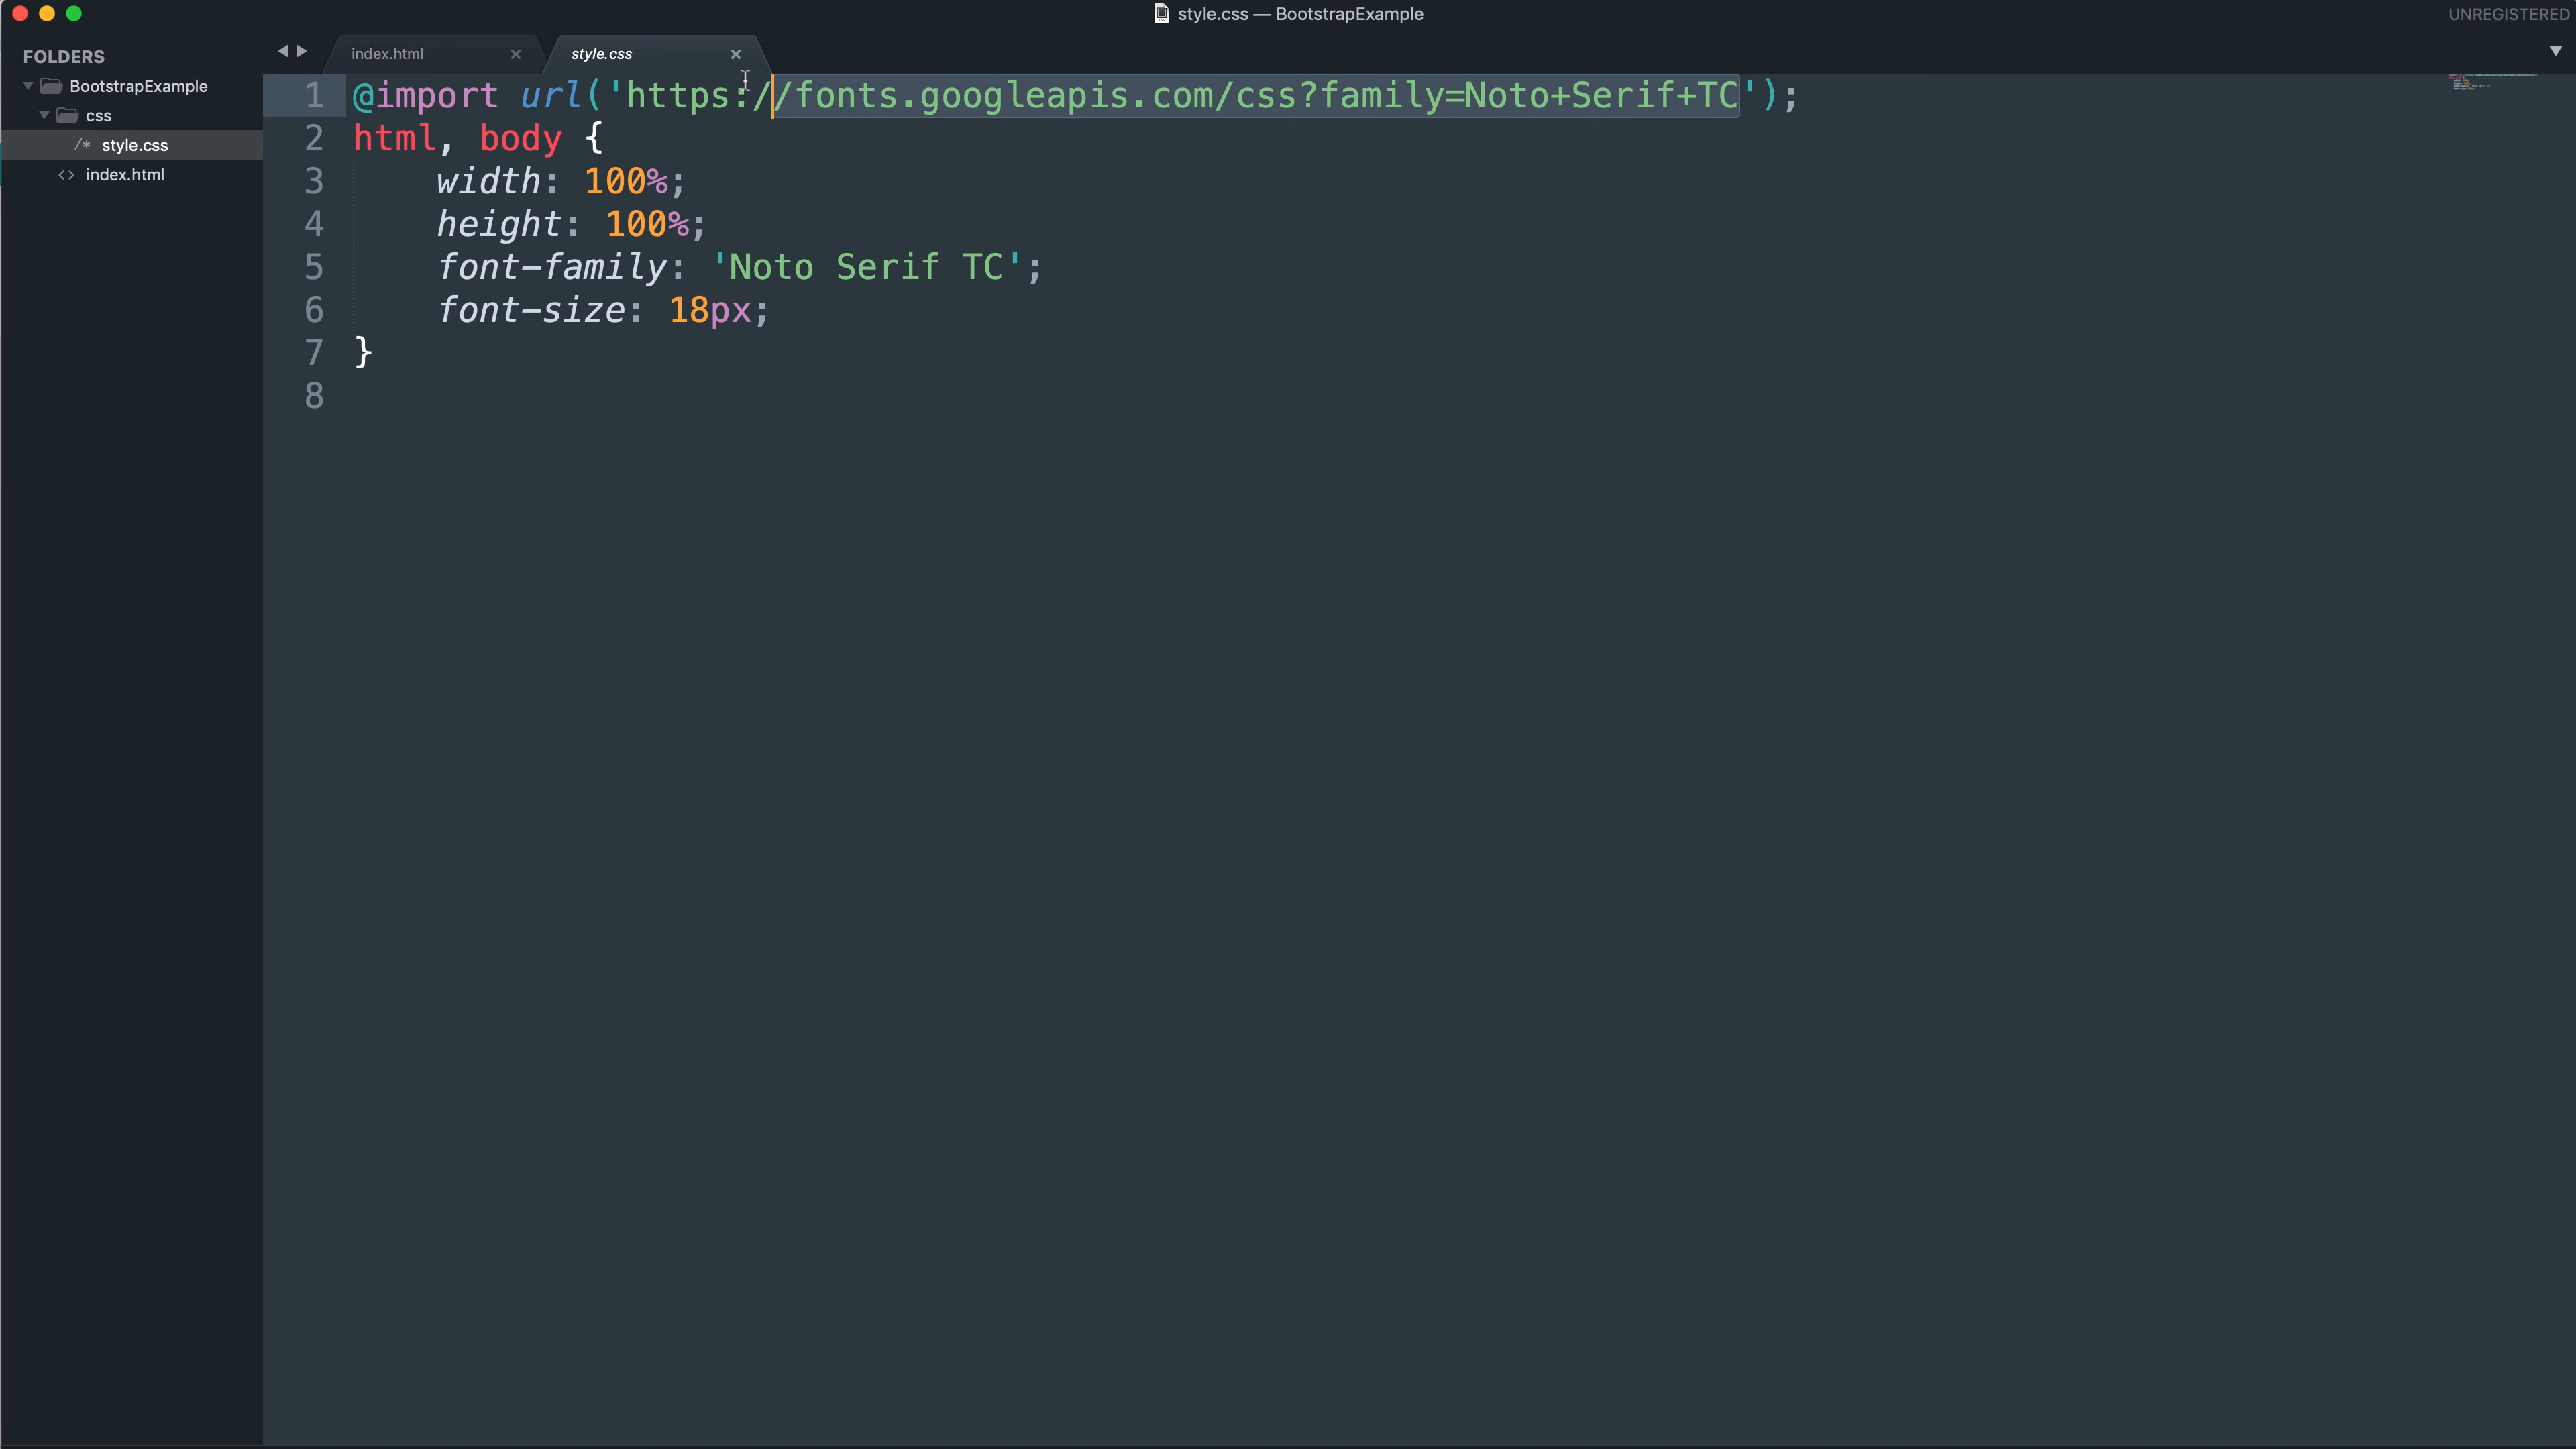 style.css — BootstrapExample
UNREGISTERED
FOLDERS
BootstrapExample
css
/* style.css
<> index.html
index.html ×
style.css ×
1 @import url('https://fonts.googleapis.com/css?family=Noto+Serif+TC');
2 html, body {
3 width: 100%;
4 height: 100%;
5 font-family: 'Noto Serif TC';
6 font-size: 18px;
7 }
8